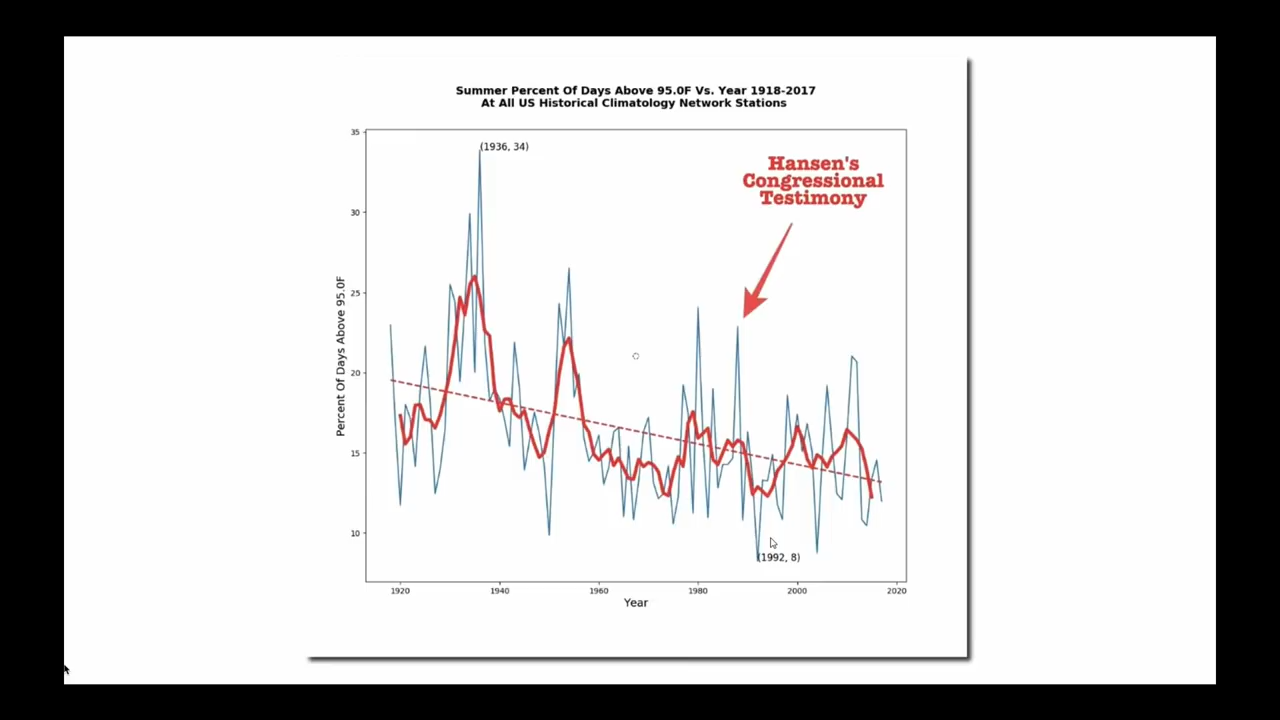 Summer Percent Of Days Above 95.0F Vs. Year 1918-2017
At All US Historical Climatology Network Stations
35
(1936, 34)
Hansen's
Congressional
Testimony
30
25
20
15
10
Percent Of Days Above 95.0F
(1992, 8)
1920 1940 1960 1980 2000 2020
Year